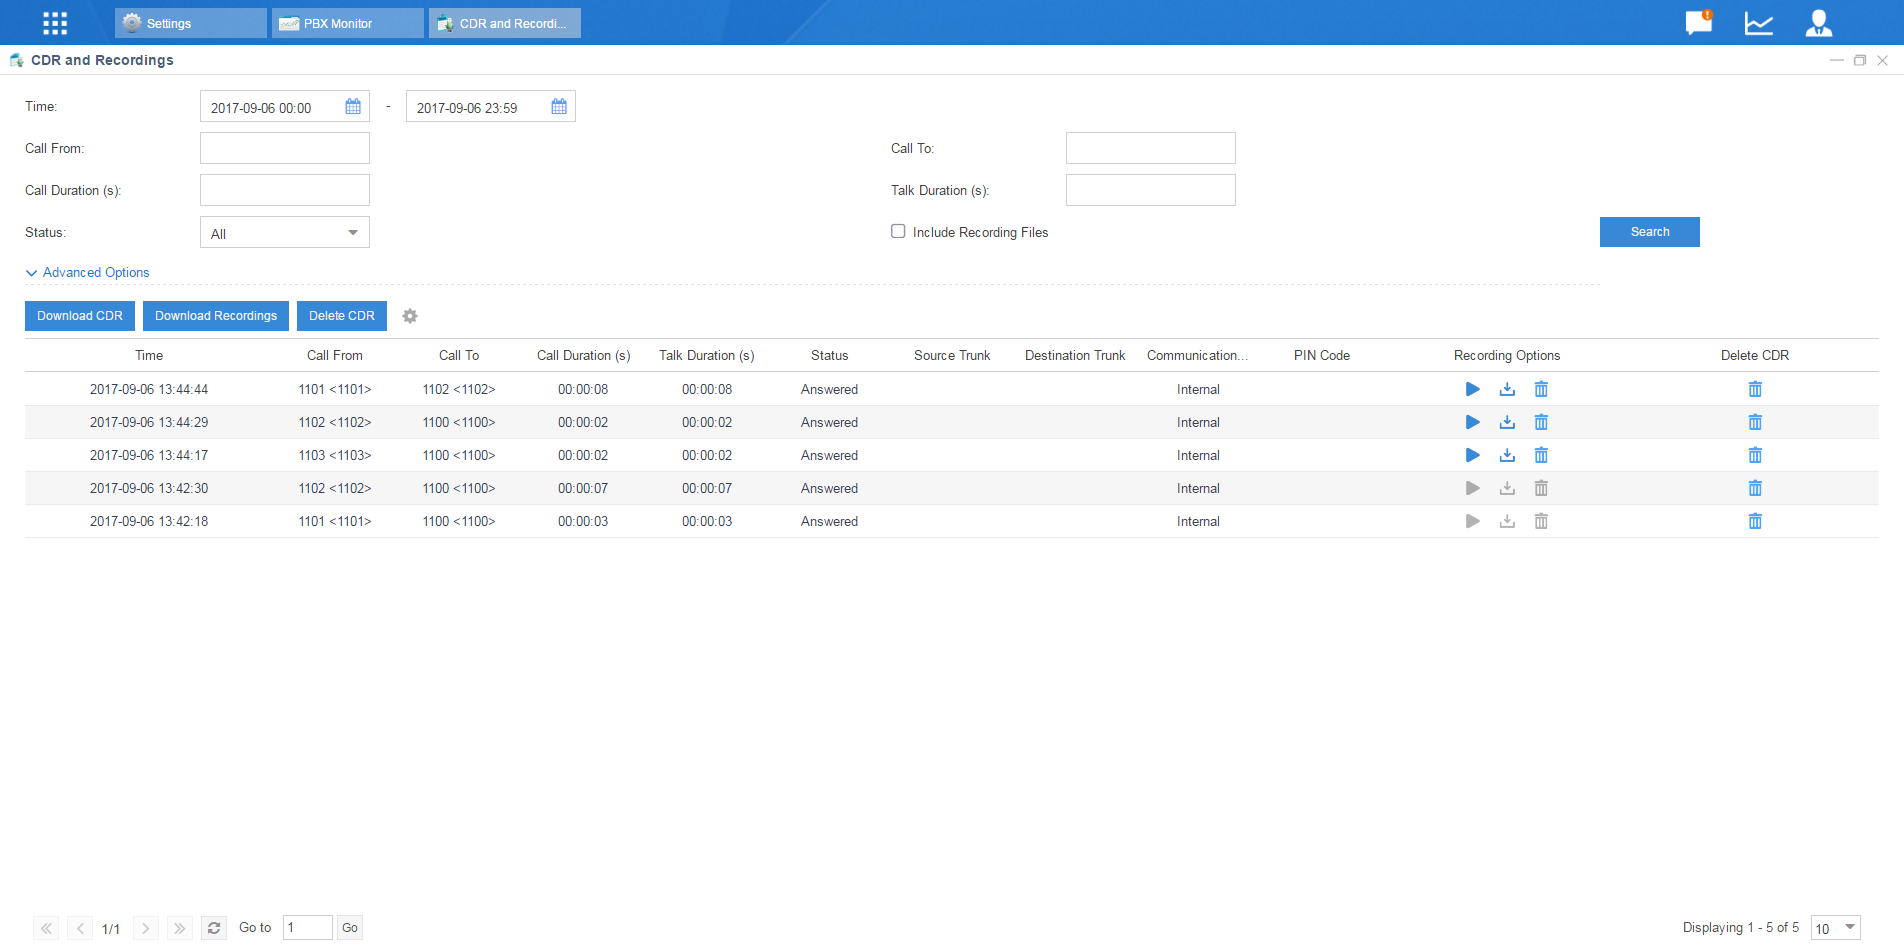 Settings PBX Monitor CDR and Recordi...
CDR and Recordings
Time: 2017-09-06 00:00 - 2017-09-06 23:59
Call From: Call To:
Call Duration (s): Talk Duration (s):
Status: All Include Recording Files Search
Advanced Options
Download CDR Download Recordings Delete CDR
Time Call From Call To Call Duration (s) Talk Duration (s) Status Source Trunk Destination Trunk Communication... PIN Code Recording Options Delete CDR
2017-09-06 13:44:44 1101 <1101> 1102 <1102> 00:00:08 00:00:08 Answered Internal
2017-09-06 13:44:29 1102 <1102> 1100 <1100> 00:00:02 00:00:02 Answered Internal
2017-09-06 13:44:17 1103 <1103> 1100 <1100> 00:00:02 00:00:02 Answered Internal
2017-09-06 13:42:30 1102 <1102> 1100 <1100> 00:00:07 00:00:07 Answered Internal
2017-09-06 13:42:18 1101 <1101> 1100 <1100> 00:00:03 00:00:03 Answered Internal
1/1 Go to 1 Go Displaying 1 - 5 of 5 10